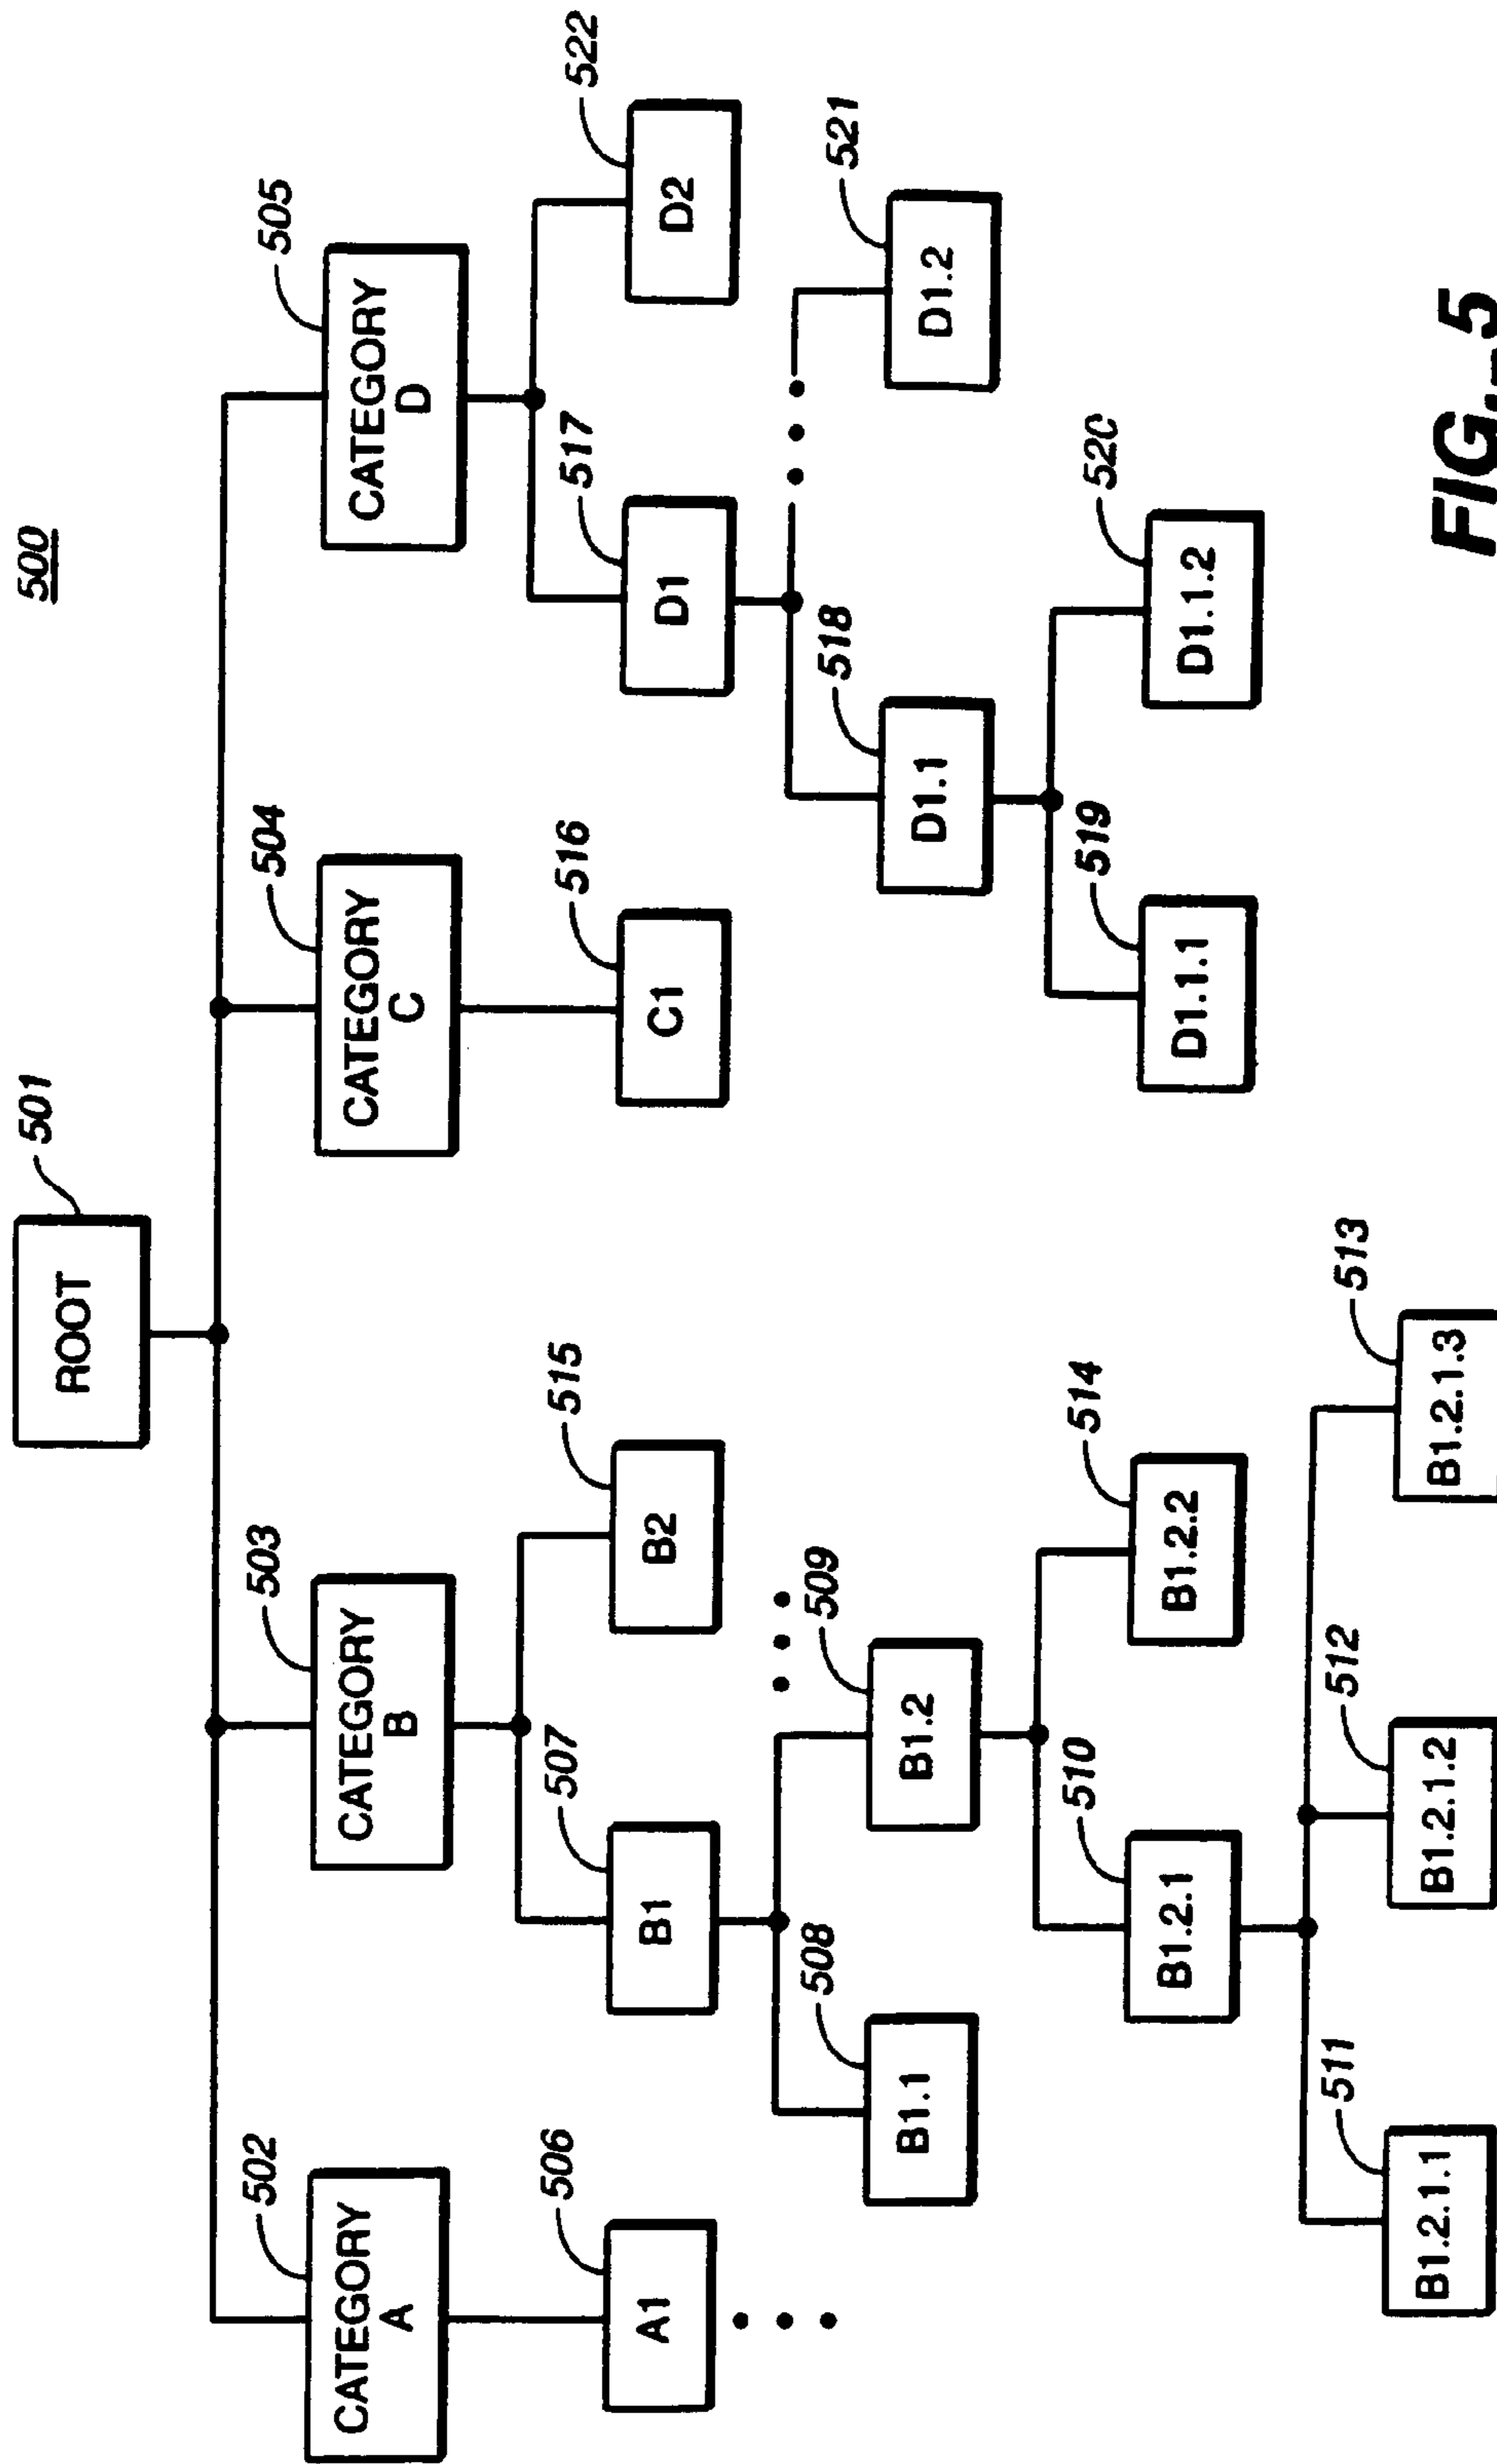 500
501
ROOT
502
503
504
505
CATEGORY
A
CATEGORY
B
CATEGORY
C
CATEGORY
D
506
507
515
516
517
522
A1
B1
B2
C1
D1
D2
508
509
518
521
B1.1
B1.2
D1.1
D1.2
510
514
519
52C
B1.2.1
B1.2.2
D1.1.1
D1.1.2
511
512
513
B1.2.1.1
B1.2.1.2
B1.2.1.3
FIG._5